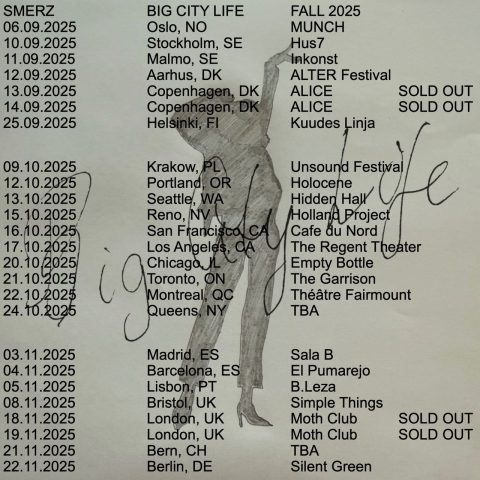 SMERZ BIG CITY LIFE FALL 2025
06.09.2025 Oslo, NO MUNCH
10.09.2025 Stockholm, SE Hus7
11.09.2025 Malmo, SE Inkonst
12.09.2025 Aarhus, DK ALTER Festival
13.09.2025 Copenhagen, DK ALICE SOLD OUT
14.09.2025 Copenhagen, DK ALICE SOLD OUT
25.09.2025 Helsinki, FI Kuudes Linja
09.10.2025 Krakow, PL Unsound Festival
12.10.2025 Portland, OR Holocene
13.10.2025 Seattle, WA Hidden Hall
15.10.2025 Reno, NV Holland Project
16.10.2025 San Francisco, CA Cafe du Nord
17.10.2025 Los Angeles, CA The Regent Theater
20.10.2025 Chicago, IL Empty Bottle
21.10.2025 Toronto, ON The Garrison
22.10.2025 Montreal, QC Théâtre Fairmount
24.10.2025 Queens, NY TBA
Big City Life
03.11.2025 Madrid, ES Sala B
04.11.2025 Barcelona, ES El Pumarejo
05.11.2025 Lisbon, PT B.Leza
08.11.2025 Bristol, UK Simple Things
18.11.2025 London, UK Moth Club SOLD OUT
19.11.2025 London, UK Moth Club SOLD OUT
21.11.2025 Bern, CH TBA
22.11.2025 Berlin, DE Silent Green